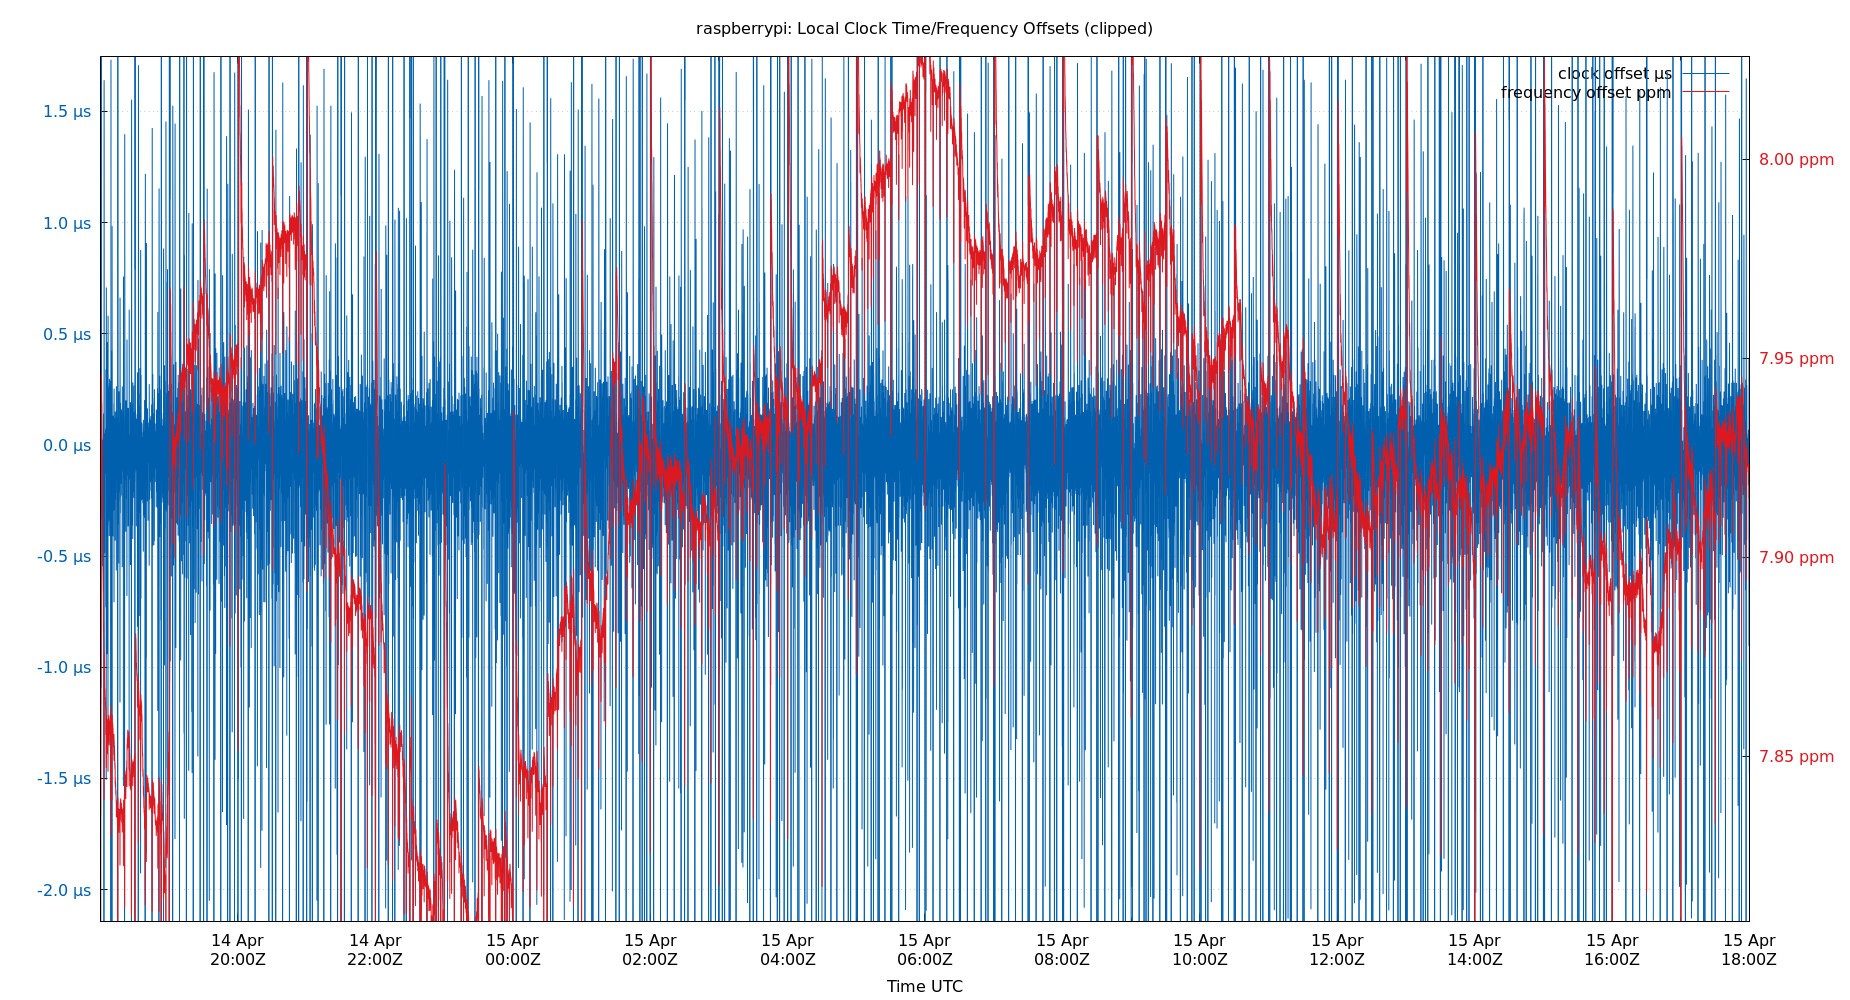 raspberrypi: Local Clock Time/Frequency Offsets (clipped)
clock offset µs
frequency offset ppm
1.5 µs
1.0 µs
0.5 µs
0.0 µs
-0.5 µs
-1.0 µs
-1.5 µs
-2.0 µs
8.00 ppm
7.95 ppm
7.90 ppm
7.85 ppm
14 Apr
20:00Z
14 Apr
22:00Z
15 Apr
00:00Z
15 Apr
02:00Z
15 Apr
04:00Z
15 Apr
06:00Z
15 Apr
08:00Z
15 Apr
10:00Z
15 Apr
12:00Z
15 Apr
14:00Z
15 Apr
16:00Z
15 Apr
18:00Z
Time UTC